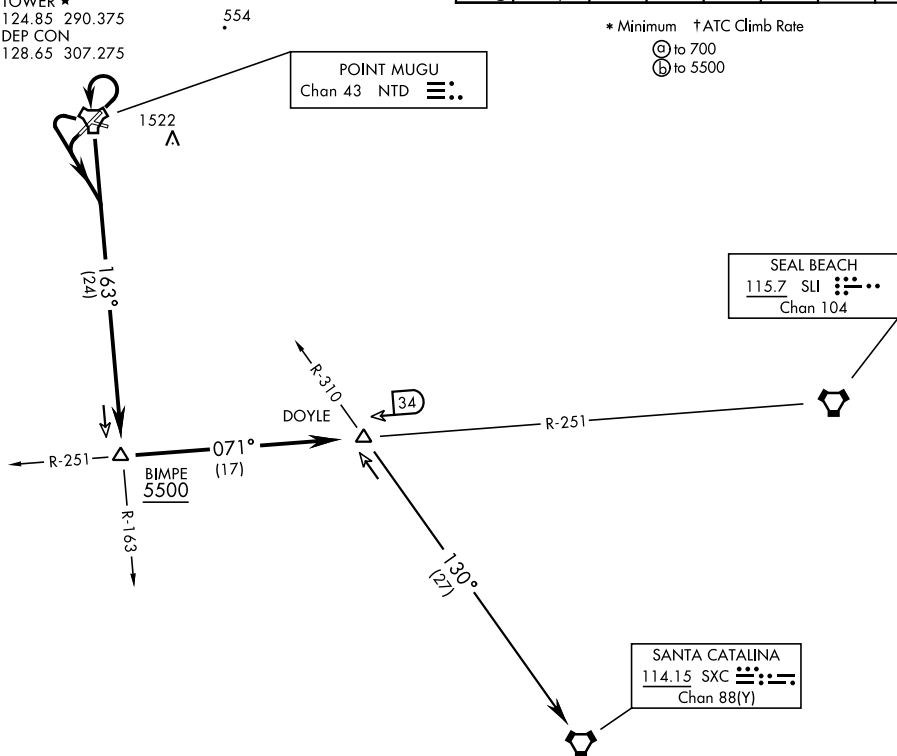 TOWER ★
124.85 290.375
DEP CON
128.65 307.275
554
* Minimum †ATC Climb Rate
ⓐ to 700
ⓑ to 5500
POINT MUGU
Chan 43 NTD
1522
163°
(24)
SEAL BEACH
115.7 SLI
Chan 104
R-310
34
DOYLE
R-251
R-251
071°
(17)
BIMPE
5500
R-163
130°
(27)
SANTA CATALINA
114.15 SXC
Chan 88(Y)